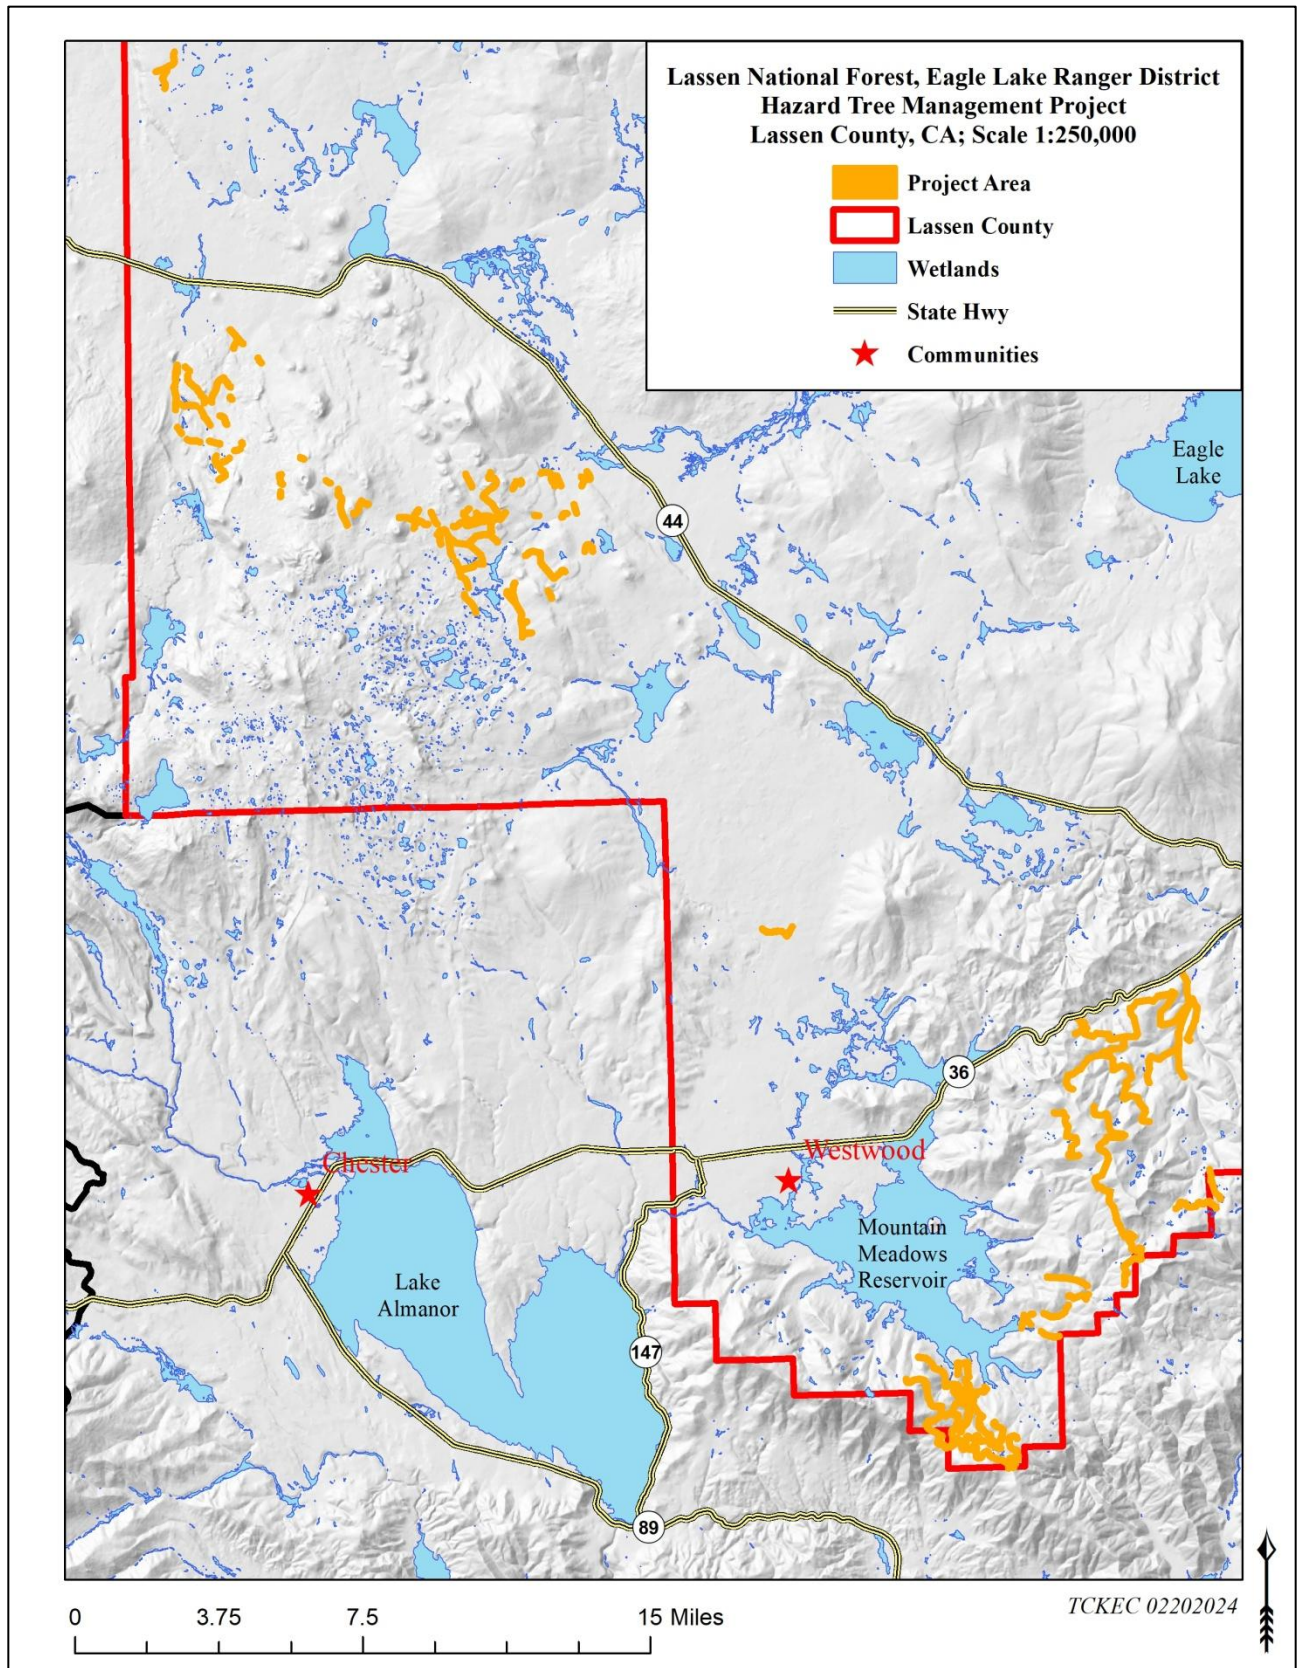 Lassen National Forest, Eagle Lake Ranger District
Hazard Tree Management Project
Lassen County, CA; Scale 1:250,000
Project Area
Lassen County
Wetlands
State Hwy
Communities
Eagle
Lake
44
36
Chester
Westwood
Mountain
Meadows
Reservoir
Lake
Almanor
147
89
TCKEC 02202024
0 3.75 7.5 15 Miles